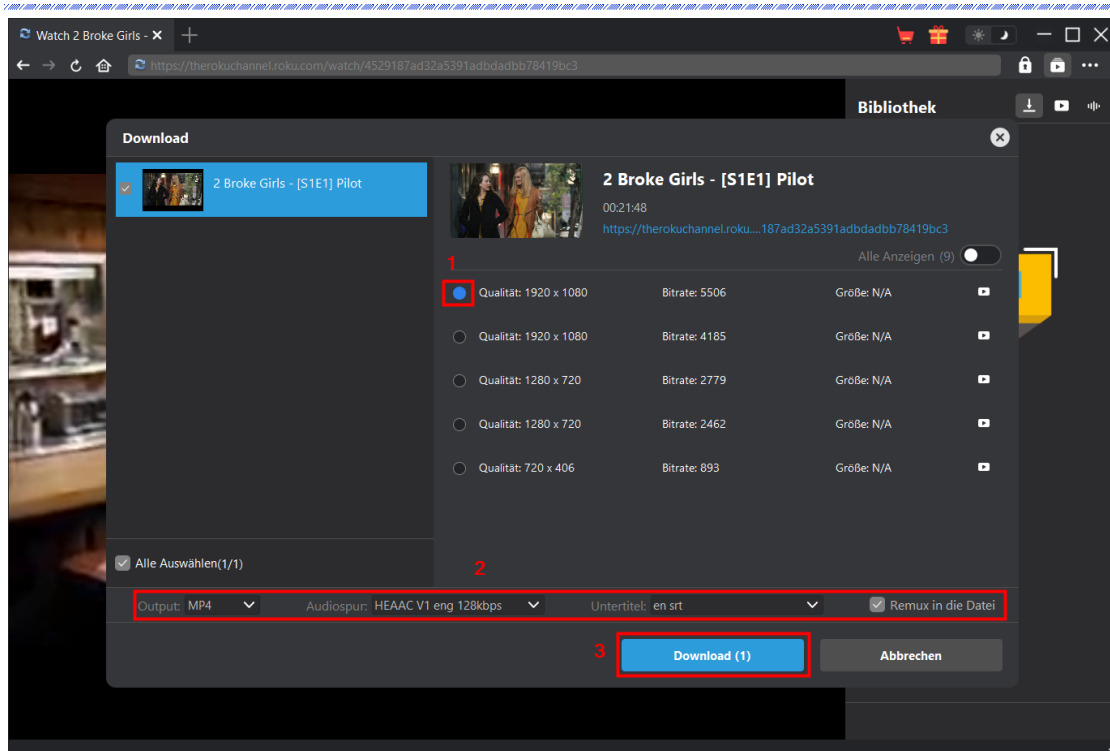 Watch 2 Broke Girls -
https://therokuchannel.roku.com/watch/4529187ad32a5391adbdadbb78419bc3
Bibliothek
Download
2 Broke Girls - [S1E1] Pilot
2 Broke Girls - [S1E1] Pilot
00:21:48
https://therokuchannel.roku....187ad32a5391adbdadbb78419bc3
Alle Anzeigen (9)
1
Qualität: 1920 x 1080 Bitrate: 5506 Größe: N/A
Qualität: 1920 x 1080 Bitrate: 4185 Größe: N/A
Qualität: 1280 x 720 Bitrate: 2779 Größe: N/A
Qualität: 1280 x 720 Bitrate: 2462 Größe: N/A
Qualität: 720 x 406 Bitrate: 893 Größe: N/A
Alle Auswählen(1/1)
2
Output: MP4 Audiospur: HEAAC V1 eng 128kbps Untertitel: en srt Remux in die Datei
3 Download (1) Abbrechen